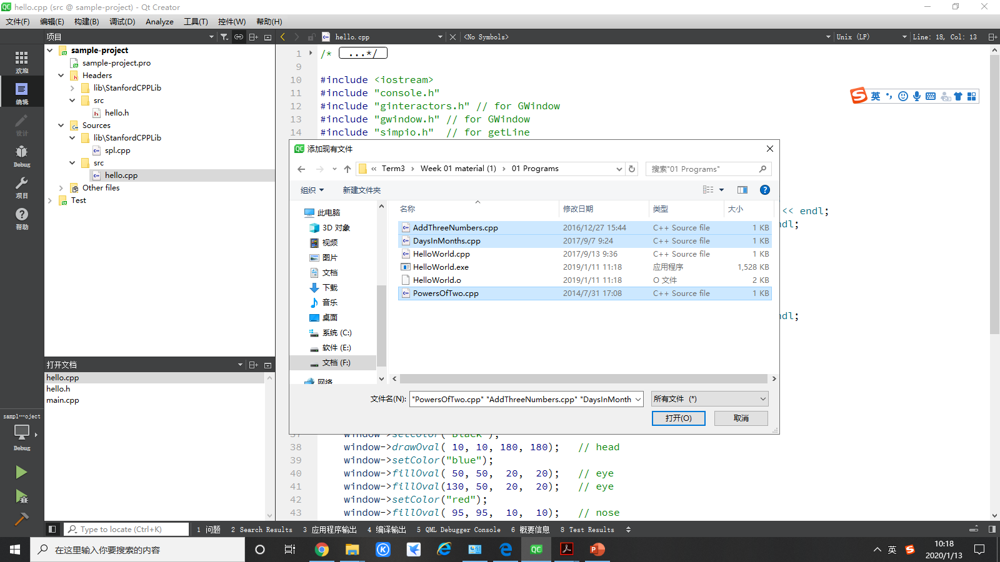 hello.cpp (src @ sample-project) - Qt Creator
文件(F) 编辑(E) 构建(B) 调试(D) Analyze 工具(T) 控件(W) 帮助(H)
项目
hello.cpp
<No Symbols>
Unix (LF)
Line: 18, Col: 13
欢迎
编辑
设计
Debug
项目
帮助
sample-project
sample-project.pro
Headers
lib\StanfordCPPLib
src
hello.h
Sources
lib\StanfordCPPLib
spl.cpp
src
hello.cpp
Other files
Test
1 /* ...*/
9
10 #include <iostream>
11 #include "console.h"
12 #include "ginteractors.h" // for GWindow
13 #include "gwindow.h" // for GWindow
14 #include "simpio.h"  // for getLine
英
添加现有文件
« Term3 › Week 01 material (1) › 01 Programs
搜索"01 Programs"
组织 新建文件夹
此电脑
3D 对象
视频
图片
文档
下载
音乐
桌面
系统 (C:)
软件 (E:)
文档 (F:)
网络
名称 修改日期 类型 大小
AddThreeNumbers.cpp 2016/12/27 15:44 C++ Source file 1 KB
DaysInMonths.cpp 2017/9/7 9:24 C++ Source file 1 KB
HelloWorld.cpp 2017/9/13 9:36 C++ Source file 1 KB
HelloWorld.exe 2019/1/11 11:18 应用程序 1,528 KB
HelloWorld.o 2019/1/11 11:18 O 文件 2 KB
PowersOfTwo.cpp 2014/7/31 17:08 C++ Source file 1 KB
文件名(N): "PowersOfTwo.cpp" "AddThreeNumbers.cpp" "DaysInMonth
所有文件 (*)
打开(O) 取消
<< endl;
ndl;
ndl;
37 window->setColor("Black");
38 window->drawOval( 10, 10, 180, 180);   // head
39 window->setColor("blue");
40 window->fillOval( 50, 50,  20,  20);   // eye
41 window->fillOval(130, 50,  20,  20);   // eye
42 window->setColor("red");
43 window->fillOval( 95, 95,  10,  10);   // nose
打开文档
hello.cpp
hello.h
main.cpp
sampl···oject
Debug
Type to locate (Ctrl+K)
1 问题 2 Search Results 3 应用程序输出 4 编译输出 5 QML Debugger Console 6 概要信息 8 Test Results
在这里输入你要搜索的内容
英
10:18
2020/1/13